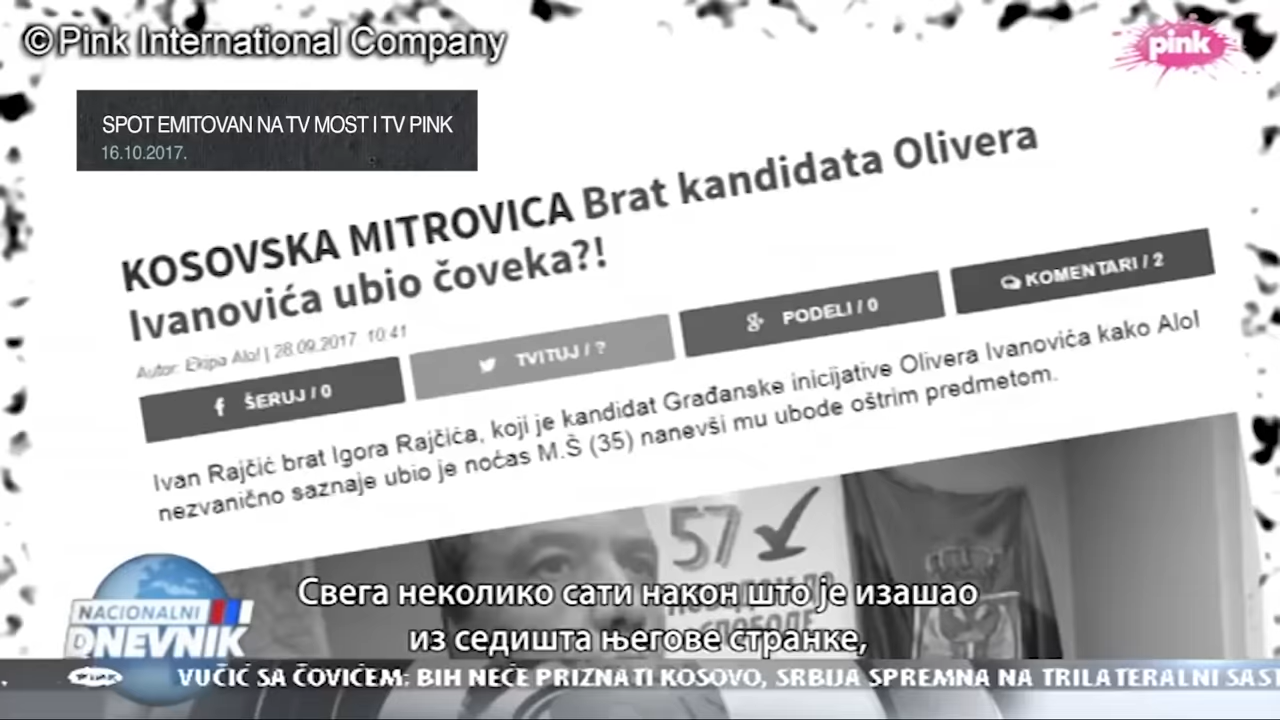 ©Pink International Company
pink
SPOT EMITOVAN NA TV MOST I TV PINK
16.10.2017.
KOSOVSKA MITROVICA Brat kandidata Olivera
Ivanovića ubio čoveka?!
Autor: Ekipa Alo! | 28.09.2017 10:41
ŠERUJ / 0
TVITUJ / ?
PODELI / 0
KOMENTARI / 2
Ivan Rajčić brat Igora Rajčića, koji je kandidat Građanske inicijative Olivera Ivanovića kako Alo!
nezvanično saznaje ubio je noćas M.Š (35) nanevši mu ubode oštrim predmetom.
57
Свега неколико сати након што је изашао
из седишта његове странке,
NACIONALNI
DNEVNIK
VUČIĆ SA ČOVIĆEM: BIH NEĆE PRIZNATI KOSOVO, SRBIJA SPREMNA NA TRILATERALNI SAST